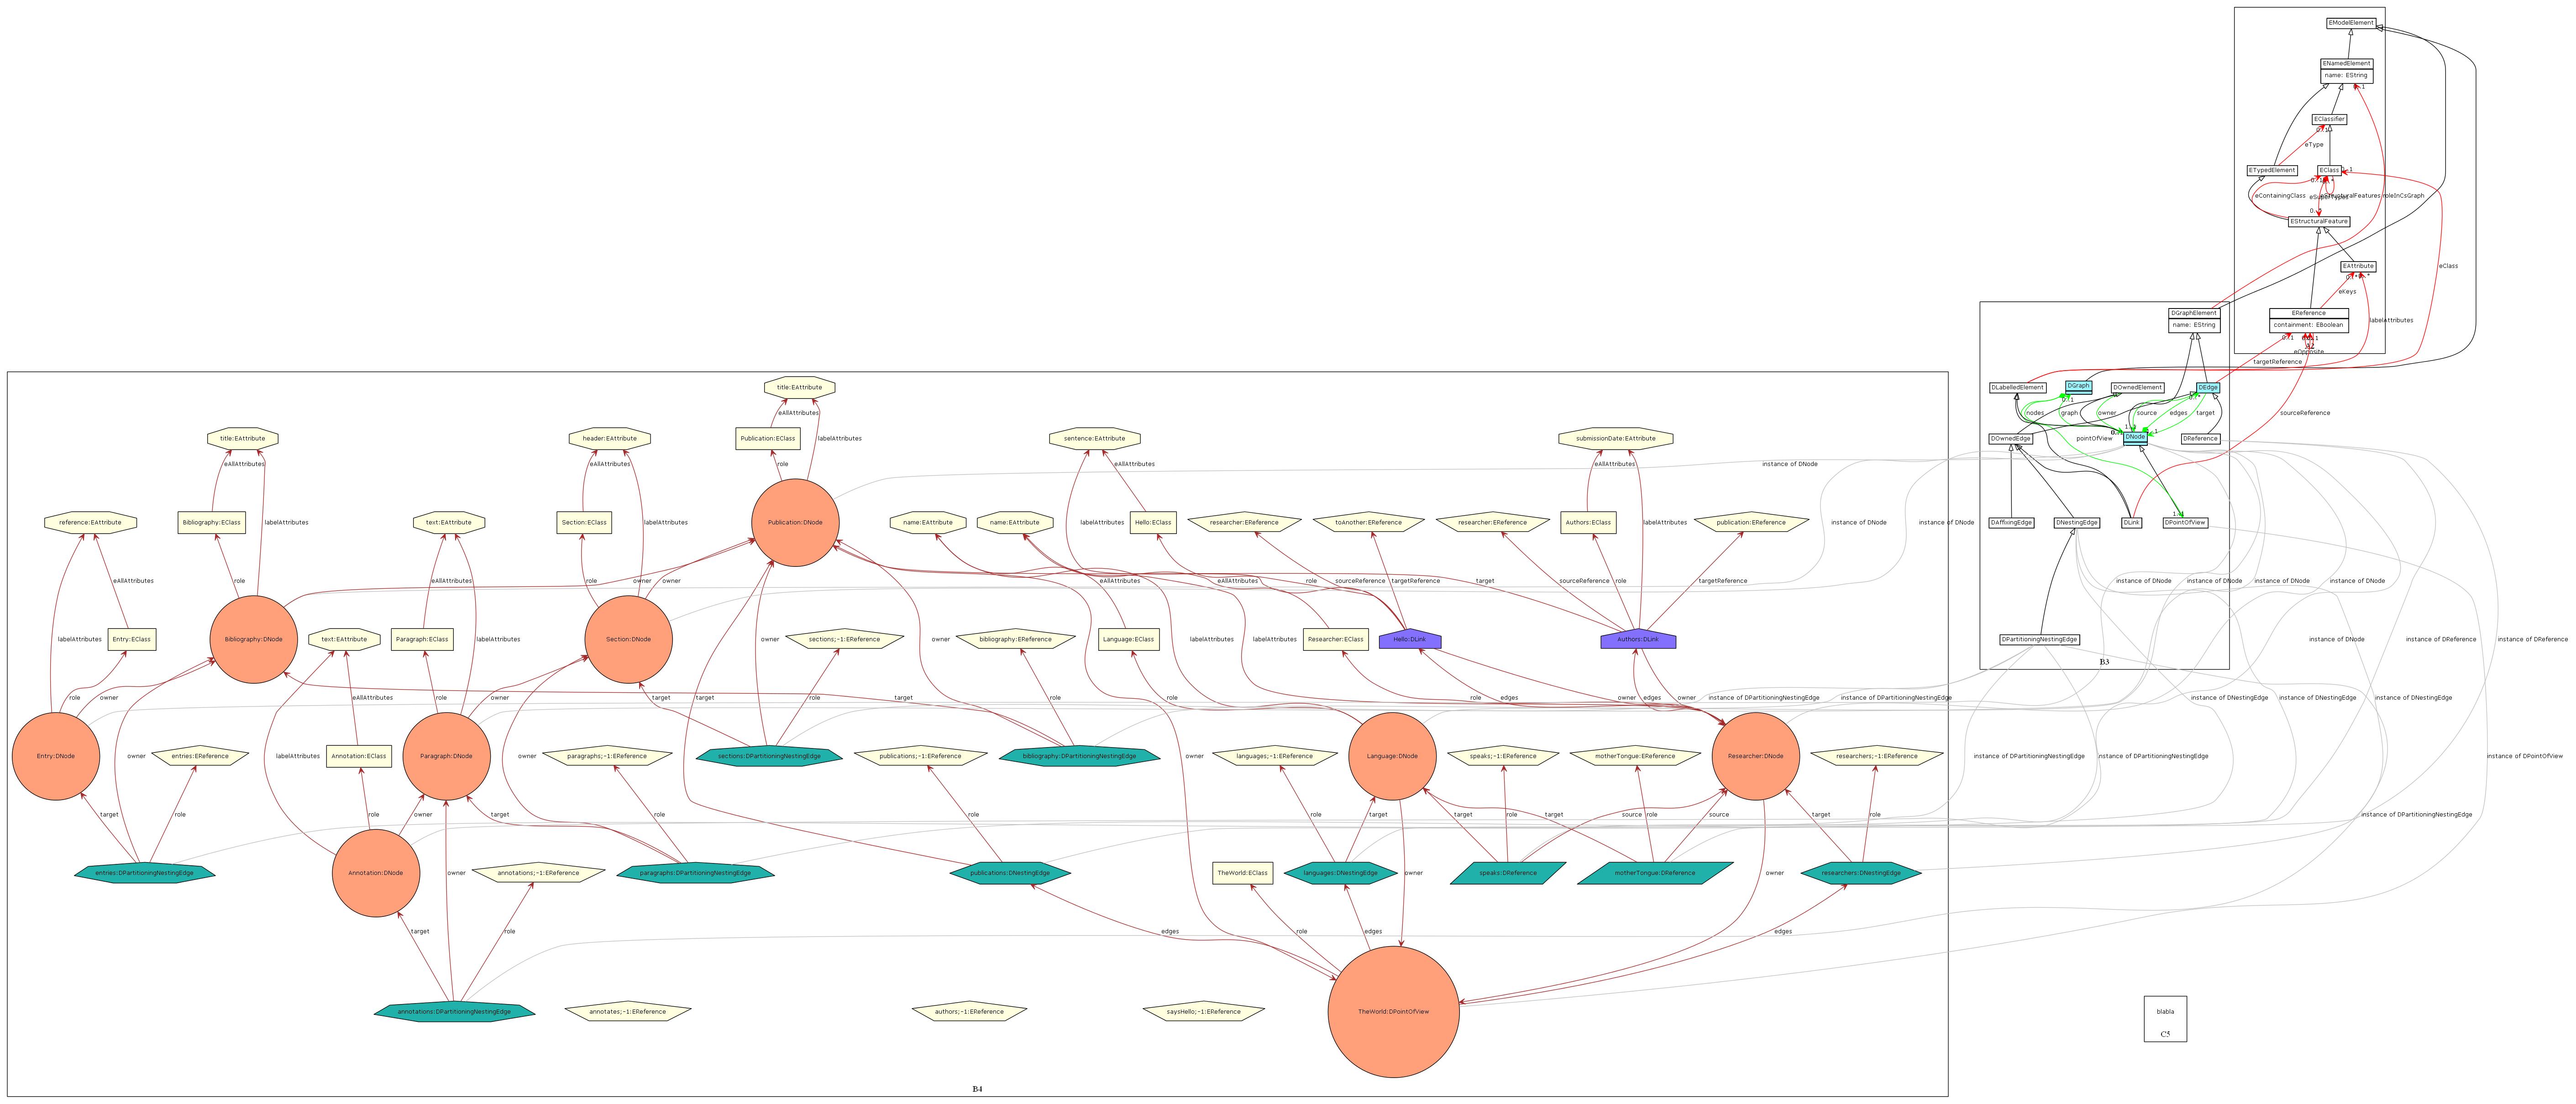 EModelElement
ENamedElement
name: EString
EClassifier
eType
ETypedElement
EClass
eContainingClass
eStructuralFeatures
roleInCsGraph
EStructuralFeature
EAttribute
eClass
eKeys
DGraphElement
name: EString
EReference
containment: EBoolean
labelAttributes
targetReference
title:EAttribute
DLabelledElement
DGraph
DOwnedElement
DEdge
eAllAttributes
nodes
graph
owner
source
edges
target
sourceReference
title:EAttribute
header:EAttribute
Publication:EClass
labelAttributes
sentence:EAttribute
submissionDate:EAttribute
DOwnedEdge
pointOfView
DNode
DReference
eAllAttributes
eAllAttributes
role
eAllAttributes
eAllAttributes
instance of DNode
reference:EAttribute
Bibliography:EClass
labelAttributes
text:EAttribute
Section:EClass
labelAttributes
Publication:DNode
name:EAttribute
name:EAttribute
labelAttributes
Hello:EClass
researcher:EReference
toAnother:EReference
researcher:EReference
Authors:EClass
labelAttributes
publication:EReference
instance of DNode
instance of DNode
DAffixingEdge
DNestingEdge
DLink
DPointOfView
eAllAttributes
role
eAllAttributes
role
owner
owner
eAllAttributes
eAllAttributes
role
sourceReference
targetReference
target
sourceReference
role
targetReference
instance of DNode
instance of DNode
instance of DNode
instance of DNode
labelAttributes
Entry:EClass
Bibliography:DNode
text:EAttribute
Paragraph:EClass
labelAttributes
Section:DNode
owner
sections;-1:EReference
owner
bibliography:EReference
Language:EClass
labelAttributes
labelAttributes
Researcher:EClass
Hello:DLink
Authors:DLink
DPartitioningNestingEdge
instance of DNode
instance of DReference
instance of DReference
B3
role
owner
eAllAttributes
role
owner
target
target
role
target
role
role
role
edges
owner
edges
owner
instance of DPartitioningNestingEdge
instance of DPartitioningNestingEdge
instance of DNestingEdge
instance of DNestingEdge
instance of DNestingEdge
Entry:DNode
owner
entries:EReference
labelAttributes
Annotation:EClass
Paragraph:DNode
owner
paragraphs;-1:EReference
sections:DPartitioningNestingEdge
publications;-1:EReference
bibliography:DPartitioningNestingEdge
owner
languages;-1:EReference
Language:DNode
speaks;-1:EReference
motherTongue:EReference
Researcher:DNode
researchers;-1:EReference
instance of DPartitioningNestingEdge
instance of DPartitioningNestingEdge
instance of DPointOfView
target
role
role
owner
target
role
role
role
target
target
role
source
target
role
source
target
role
instance of DPartitioningNestingEdge
entries:DPartitioningNestingEdge
Annotation:DNode
owner
annotations;-1:EReference
paragraphs:DPartitioningNestingEdge
publications:DNestingEdge
TheWorld:EClass
languages:DNestingEdge
owner
speaks:DReference
motherTongue:DReference
owner
researchers:DNestingEdge
target
role
edges
role
edges
edges
annotations:DPartitioningNestingEdge
annotates;-1:EReference
authors;-1:EReference
saysHello;-1:EReference
TheWorld:DPointOfView
blabla
C5
B4